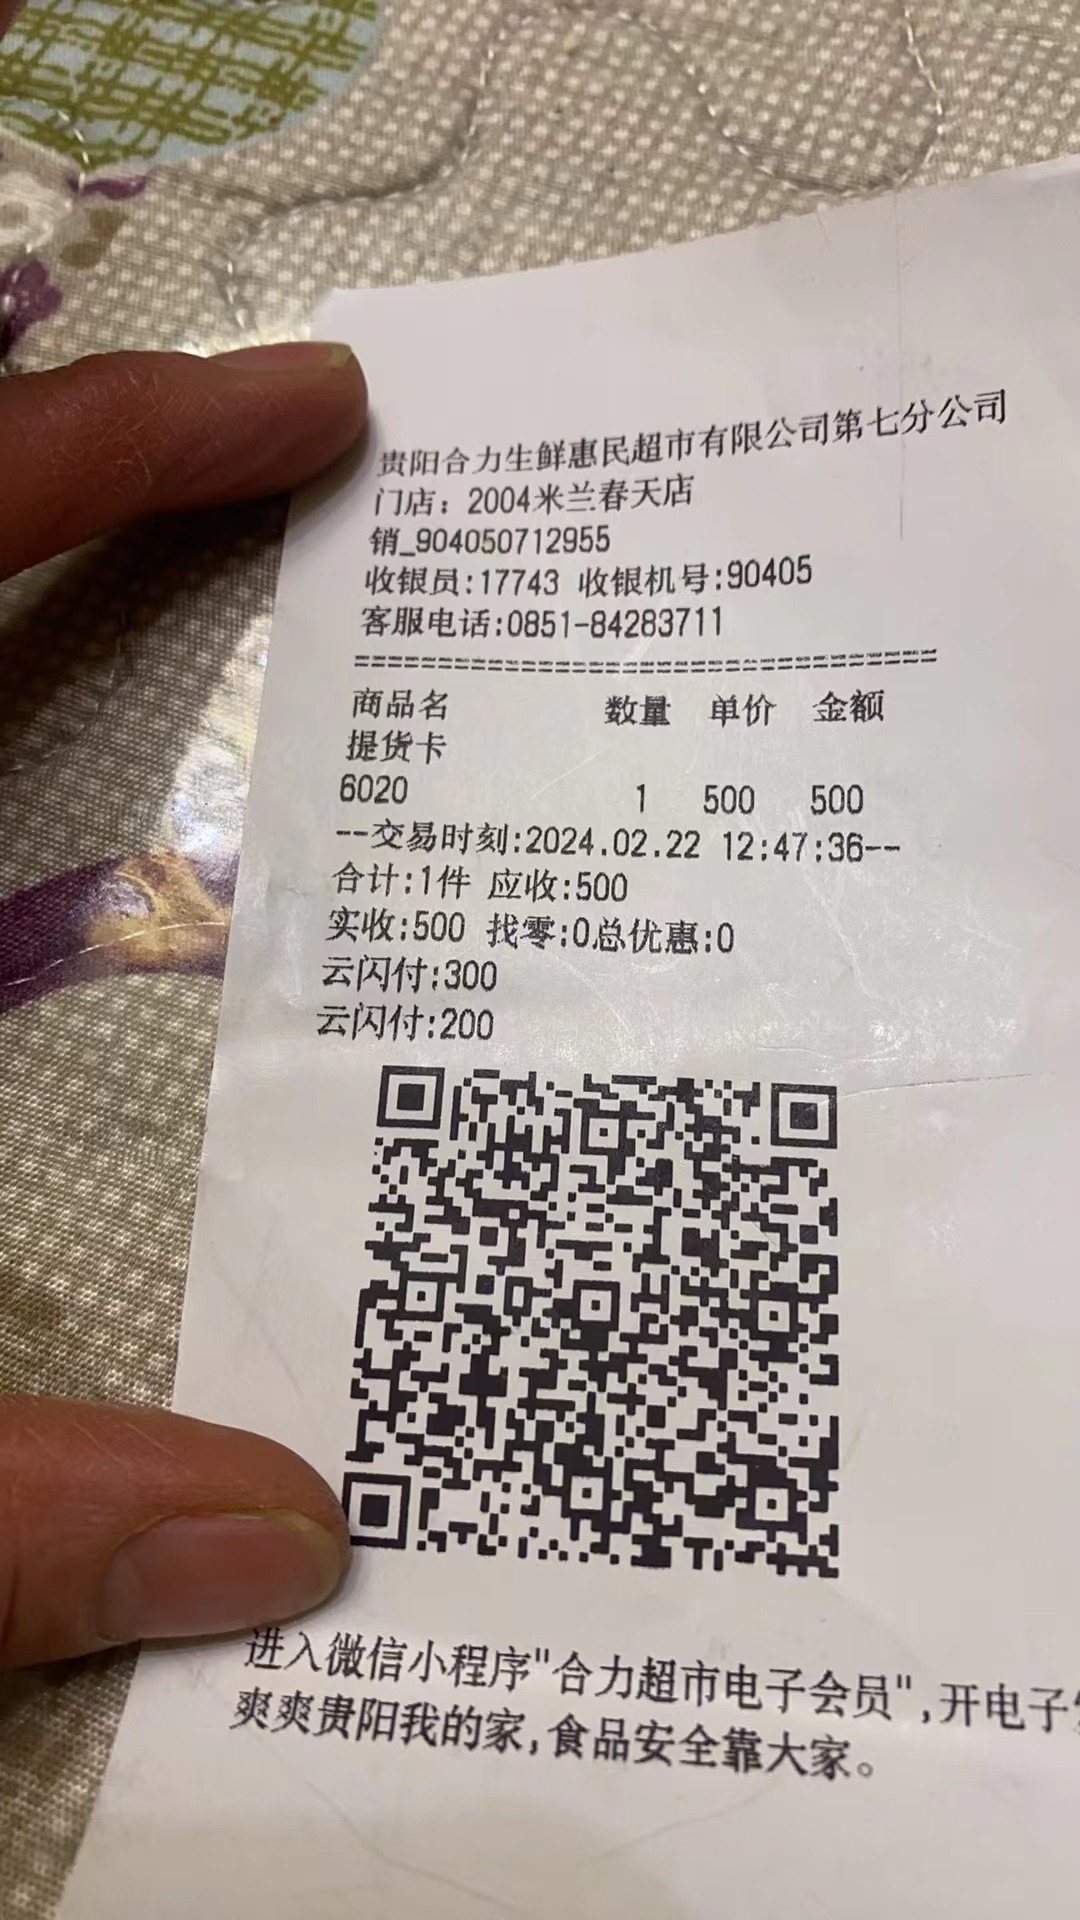 贵阳合力生鲜惠民超市有限公司第七分公司
门店：2004米兰春天店
销_904050712955
收银员:17743 收银机号:90405
客服电话:0851-84283711
===================================
商品名 数量 单价 金额
提货卡
6020 1 500 500
--交易时刻:2024.02.22 12:47:36--
合计:1件 应收:500
实收:500 找零:0总优惠:0
云闪付:300
云闪付:200
进入微信小程序"合力超市电子会员",开电子
爽爽贵阳我的家,食品安全靠大家。